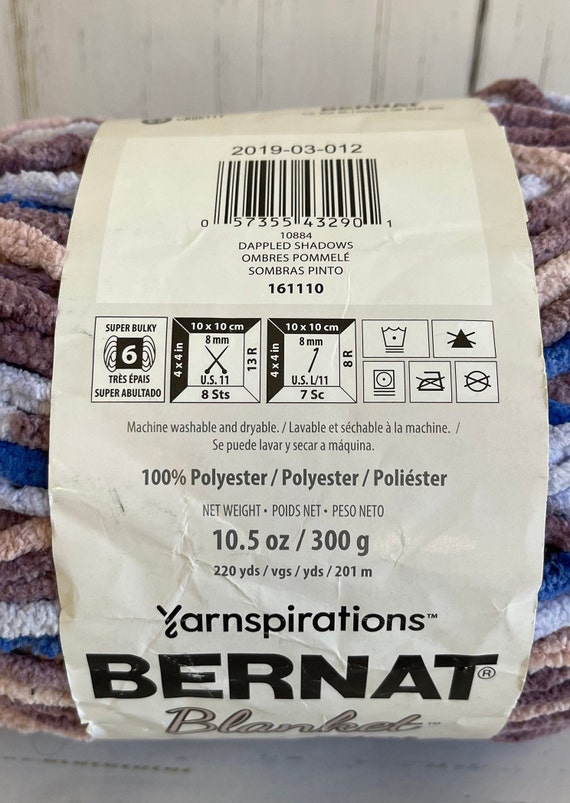 BERNAT
2019-03-012
0 57355 43290 1
10884
DAPPLED SHADOWS
OMBRES POMMELÉ
SOMBRAS PINTO
161110
SUPER BULKY
6
TRÈS ÉPAIS
SUPER ABULTADO
10 x 10 cm
4 x 4 in
8 mm
U.S. 11
13 R
8 Sts
10 x 10 cm
4 x 4 in
8 mm
U.S. L/11
8 R
7 Sc
Machine washable and dryable. / Lavable et séchable à la machine. /
Se puede lavar y secar a máquina.
100% Polyester / Polyester / Poliéster
NET WEIGHT • POIDS NET • PESO NETO
10.5 oz / 300 g
220 yds / vgs / yds / 201 m
Yarnspirations™
BERNAT®
Blanket™